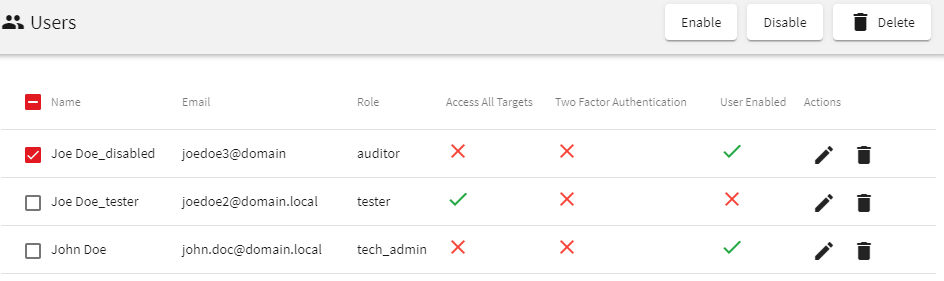 Users
Enable
Disable
Delete
Name Email Role Access All Targets Two Factor Authentication User Enabled Actions
Joe Doe_disabled joedoe3@domain auditor
Joe Doe_tester joedoe2@domain.local tester
John Doe john.doc@domain.local tech_admin